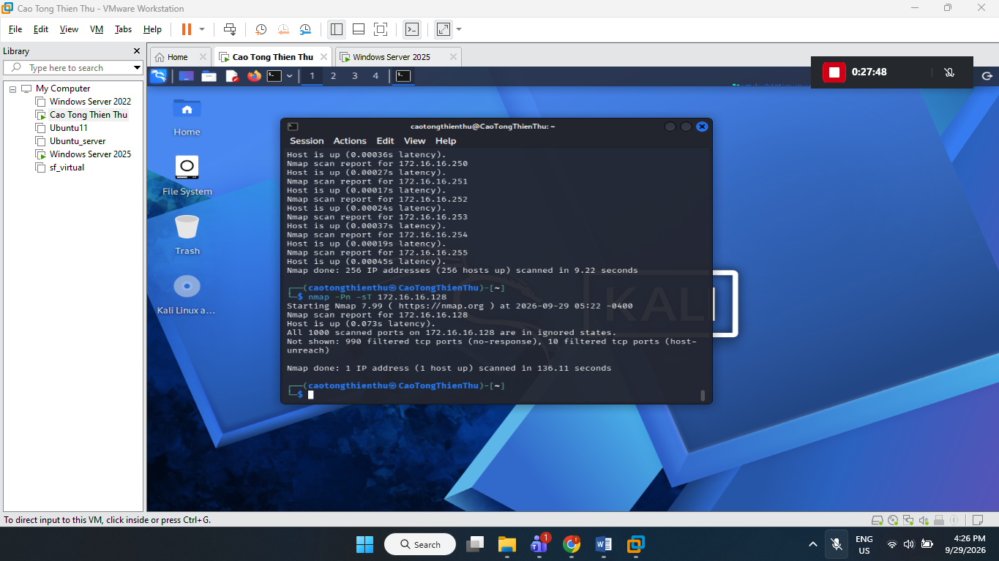 Cao Tong Thien Thu - VMware Workstation
File Edit View VM Tabs Help
Library
Type here to search
My Computer
Windows Server 2022
Cao Tong Thien Thu
Ubuntu11
Ubuntu_server
Windows Server 2025
sf_virtual
Home Cao Tong Thien Thu Windows Server 2025
1 2 3 4
0:27:48
Home
File System
Trash
Kali Linux a...
caotongthienthu@CaoTongThienThu: ~
Session Actions Edit View Help
Host is up (0.00036s latency).
Nmap scan report for 172.16.16.250
Host is up (0.00027s latency).
Nmap scan report for 172.16.16.251
Host is up (0.00017s latency).
Nmap scan report for 172.16.16.252
Host is up (0.00024s latency).
Nmap scan report for 172.16.16.253
Host is up (0.00037s latency).
Nmap scan report for 172.16.16.254
Host is up (0.00019s latency).
Nmap scan report for 172.16.16.255
Host is up (0.00045s latency).
Nmap done: 256 IP addresses (256 hosts up) scanned in 9.22 seconds
┌──(caotongthienthu㉿CaoTongThienThu)-[~]
└─$ nmap -Pn -sT 172.16.16.128
Starting Nmap 7.99 ( https://nmap.org ) at 2026-09-29 05:22 -0400
Nmap scan report for 172.16.16.128
Host is up (0.073s latency).
All 1000 scanned ports on 172.16.16.128 are in ignored states.
Not shown: 990 filtered tcp ports (no-response), 10 filtered tcp ports (host-
unreach)
Nmap done: 1 IP address (1 host up) scanned in 136.11 seconds
┌──(caotongthienthu㉿CaoTongThienThu)-[~]
└─$
KALI
To direct input to this VM, click inside or press Ctrl+G.
Search
1
ENG
US
4:26 PM
9/29/2026